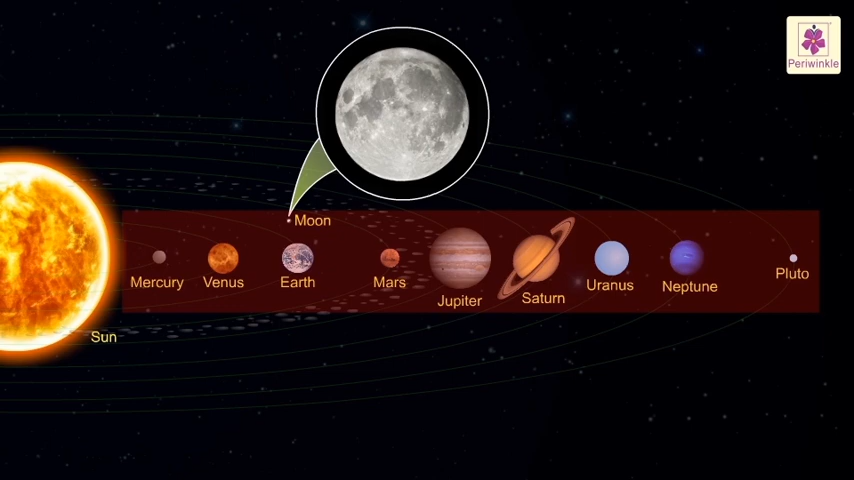 Periwinkle
Moon
Mercury
Venus
Earth
Mars
Jupiter
Saturn
Uranus
Neptune
Pluto
Sun